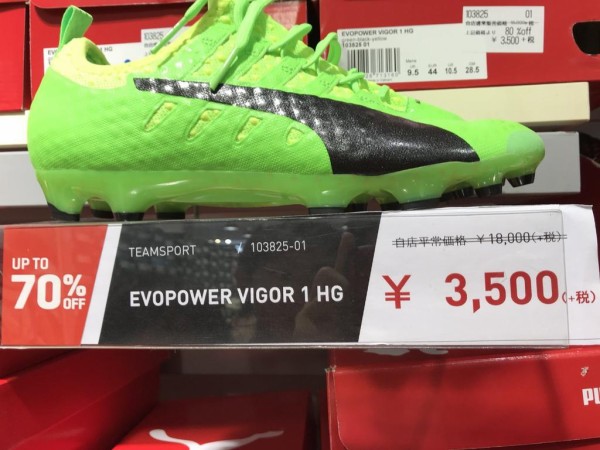 EVOPOWER VIGOR 1 HG
103825 01
9.5 44 10.5 28.5
103825 01
80 %off
¥ 3,500 +税
UP TO
70% OFF
TEAMSPORT 103825-01
EVOPOWER VIGOR 1 HG
自店平常価格 ¥18,000(+税)
¥ 3,500(+税)
PU